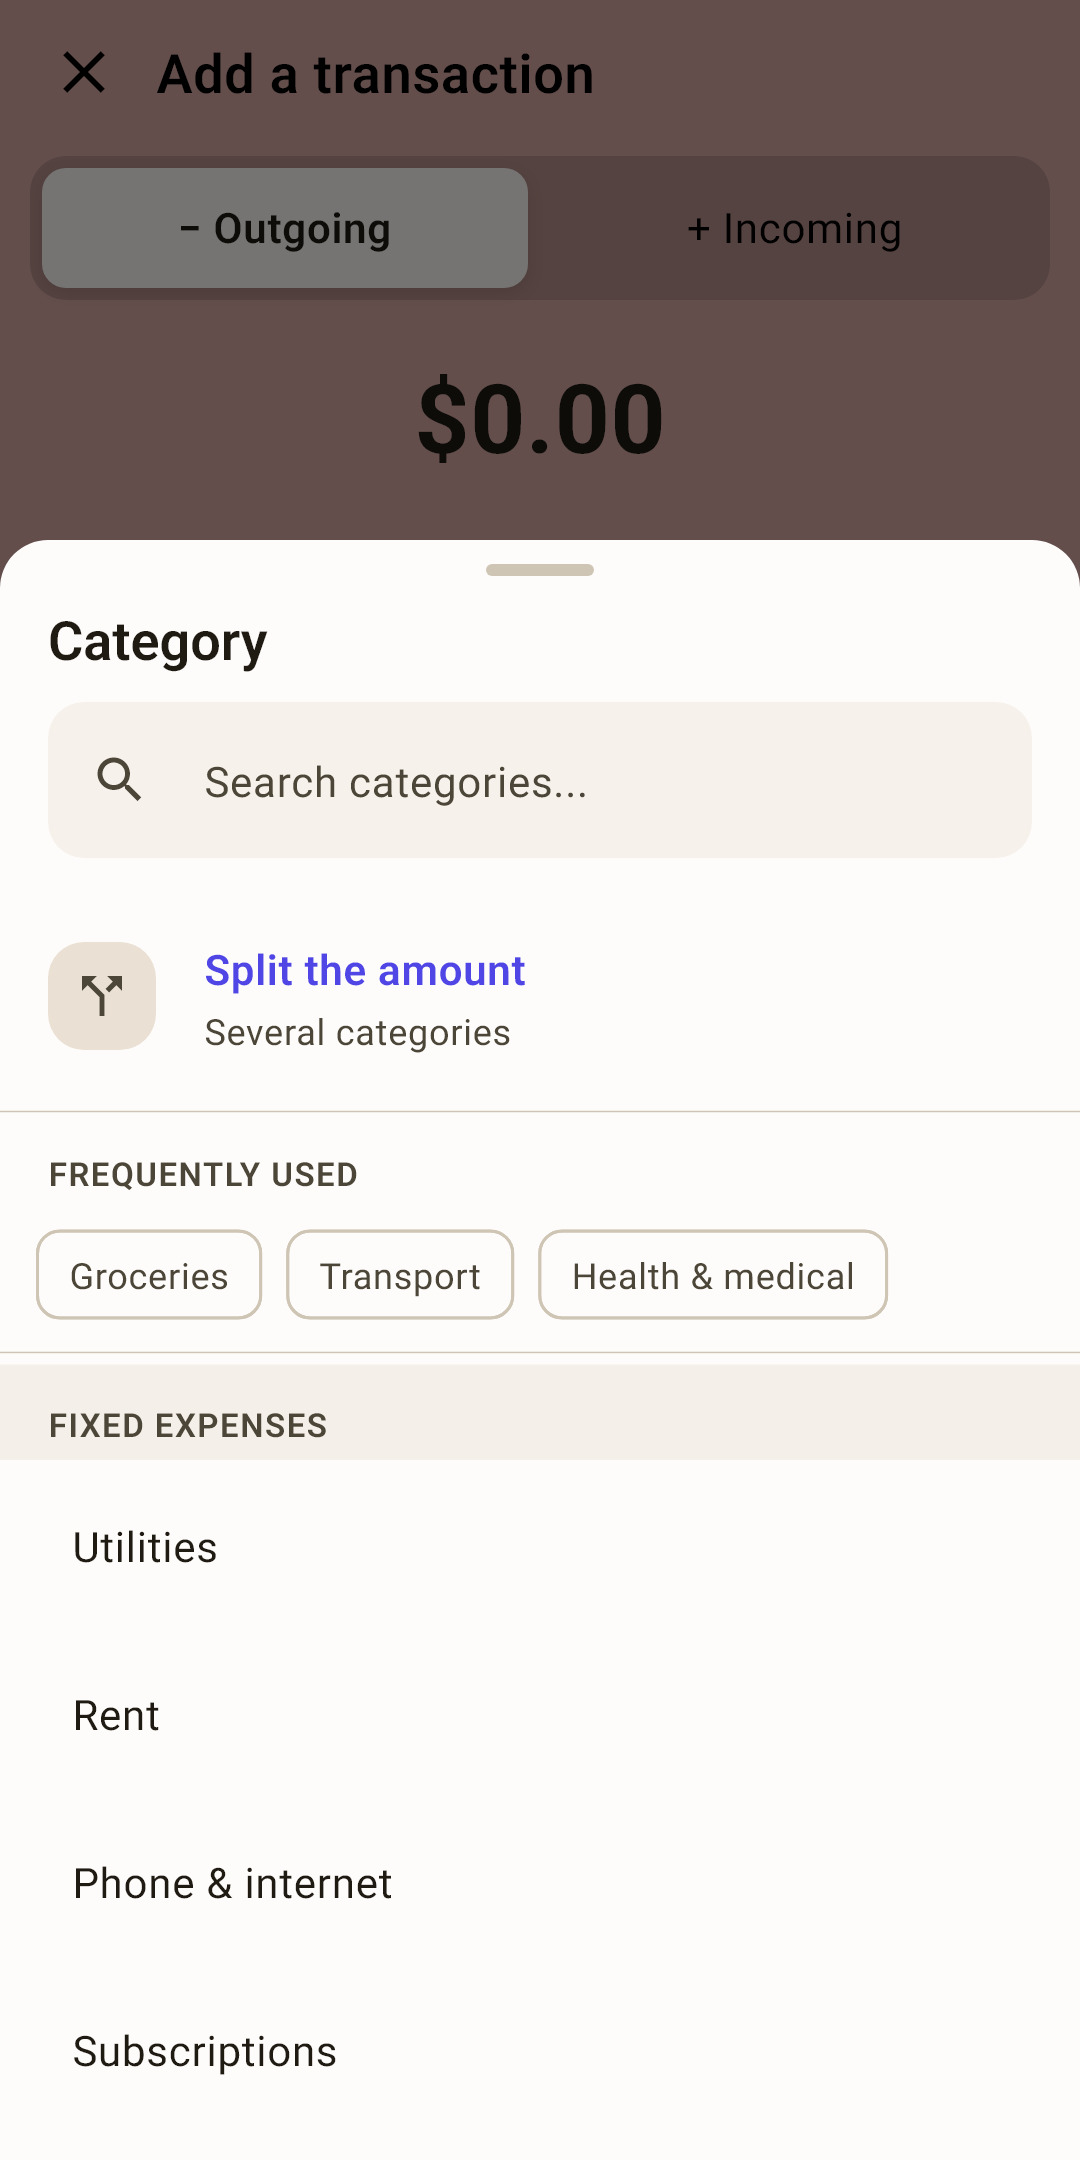 Add a transaction
− Outgoing
+ Incoming
$0.00
Category
Search categories...
Split the amount
Several categories
FREQUENTLY USED
Groceries
Transport
Health & medical
FIXED EXPENSES
Utilities
Rent
Phone & internet
Subscriptions